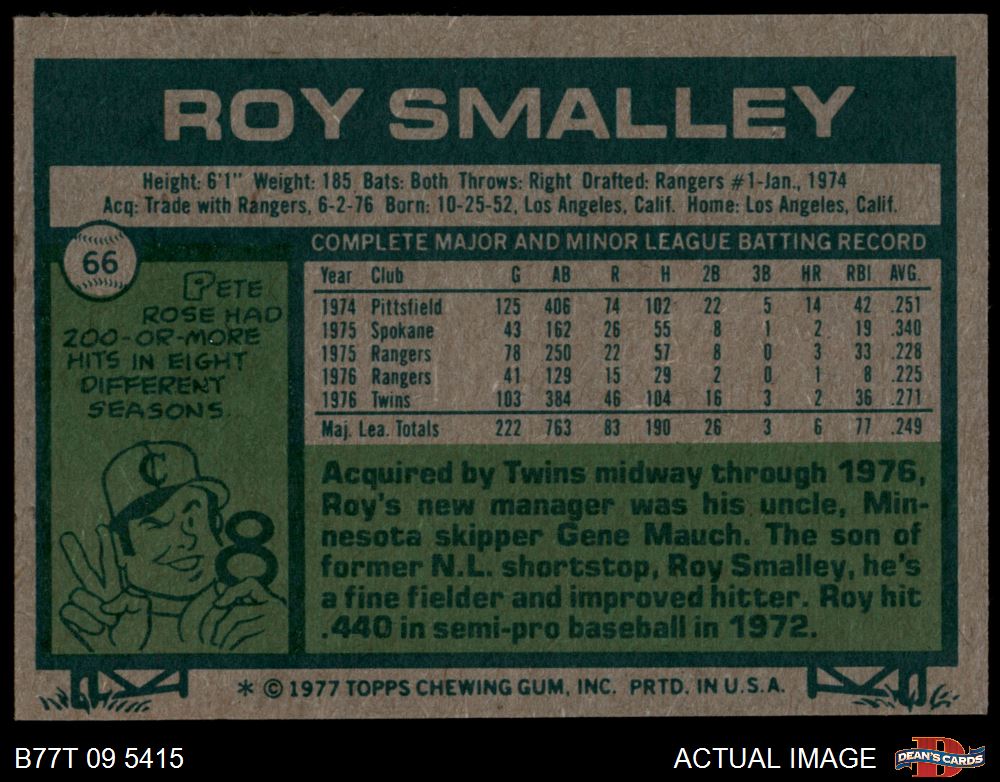 ROY SMALLEY
Height: 6'1" Weight: 185 Bats: Both Throws: Right Drafted: Rangers #1-Jan., 1974
Acq: Trade with Rangers, 6-2-76 Born: 10-25-52, Los Angeles, Calif. Home: Los Angeles, Calif.
66
PETE
ROSE HAD
200-OR-MORE
HITS IN EIGHT
DIFFERENT
SEASONS...
C
8
COMPLETE MAJOR AND MINOR LEAGUE BATTING RECORD
Year Club G AB R H 2B 3B HR RBI AVG.
1974 Pittsfield 125 406 74 102 22 5 14 42 .251
1975 Spokane 43 162 26 55 8 1 2 19 .340
1975 Rangers 78 250 22 57 8 0 3 33 .228
1976 Rangers 41 129 15 29 2 0 1 8 .225
1976 Twins 103 384 46 104 16 3 2 36 .271
Maj. Lea. Totals 222 763 83 190 26 3 6 77 .249
Acquired by Twins midway through 1976,
Roy's new manager was his uncle, Min-
nesota skipper Gene Mauch. The son of
former N.L. shortstop, Roy Smalley, he's
a fine fielder and improved hitter. Roy hit
.440 in semi-pro baseball in 1972.
* © 1977 TOPPS CHEWING GUM, INC. PRTD. IN U.S.A.
B77T 09 5415
ACTUAL IMAGE
D
DEAN'S CARDS